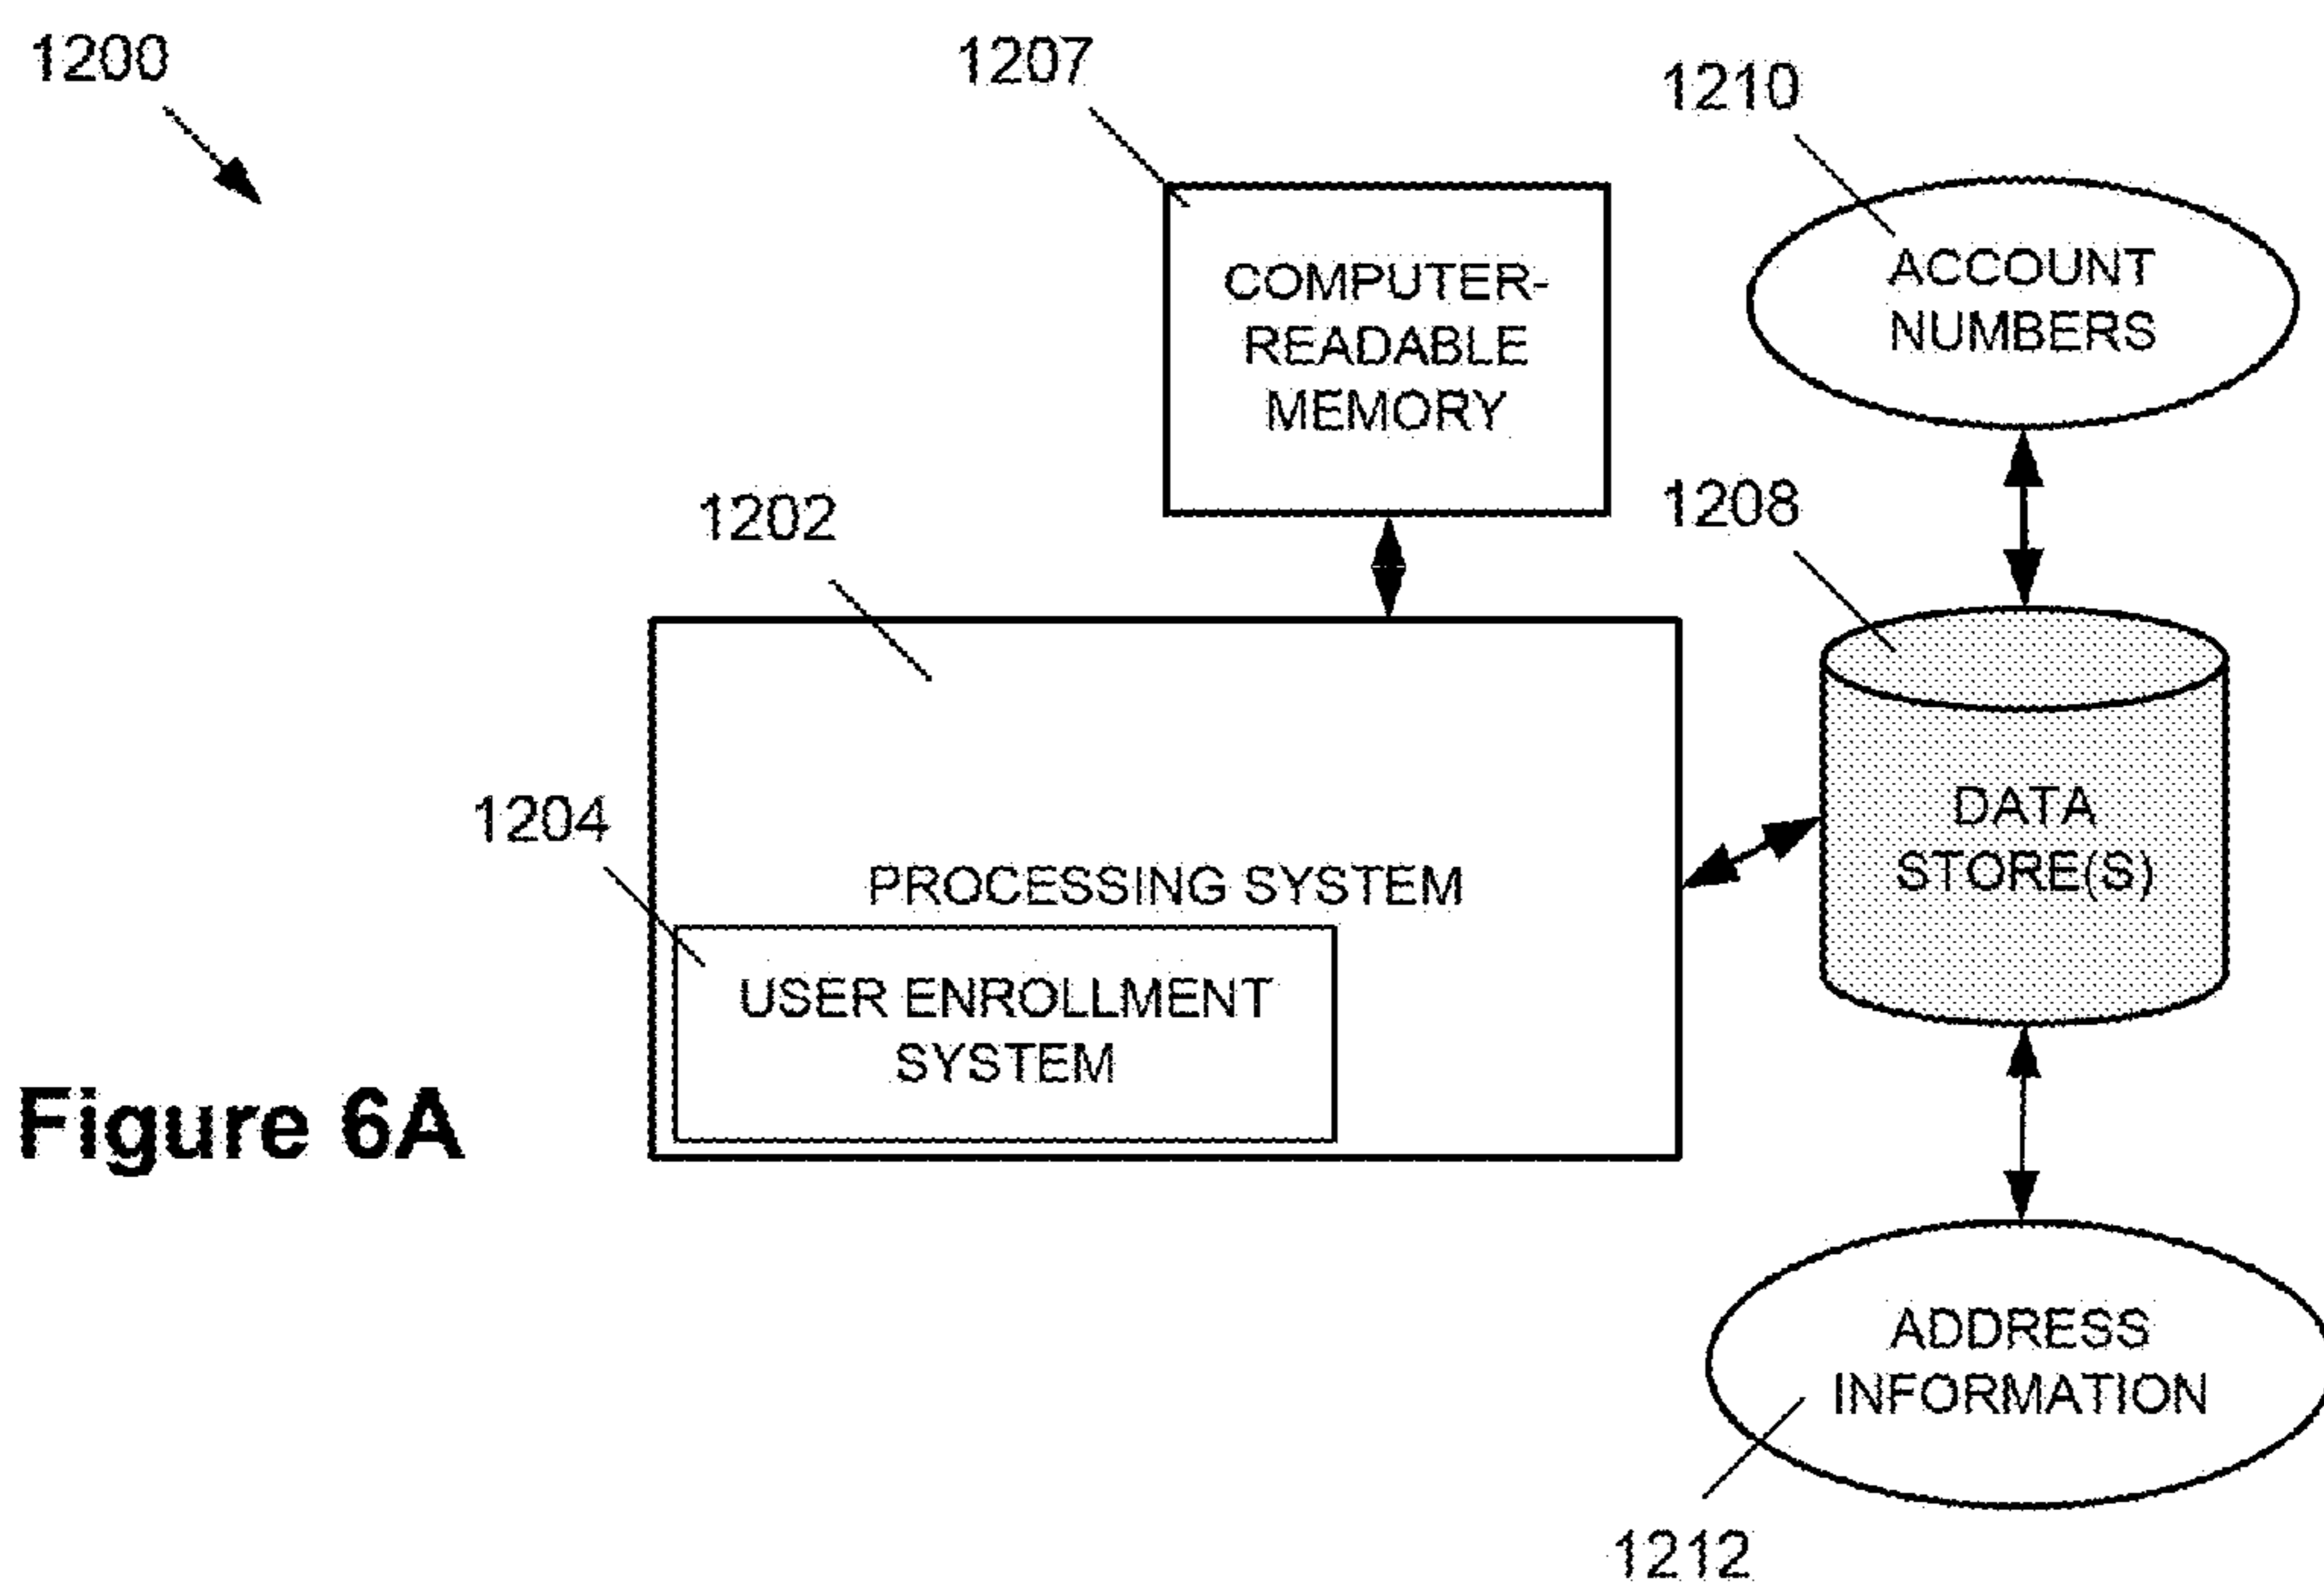 1200
1207
1210
COMPUTER-
READABLE
MEMORY
ACCOUNT
NUMBERS
1202
1208
1204
PROCESSING SYSTEM
DATA
STORE(S)
USER ENROLLMENT
SYSTEM
Figure 6A
ADDRESS
INFORMATION
1212